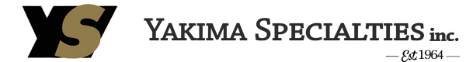 YS YAKIMA SPECIALTIES inc.
— Est 1964 —